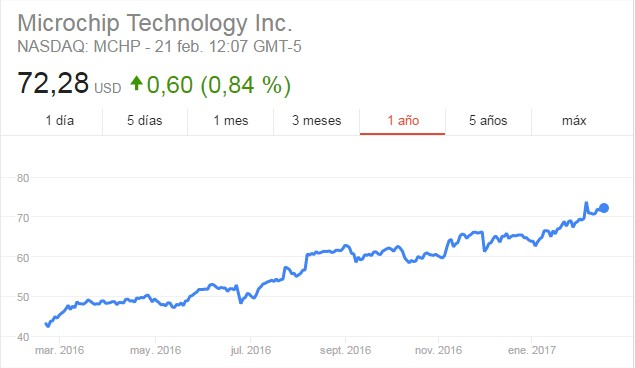 Microchip Technology Inc.
NASDAQ: MCHP - 21 feb. 12:07 GMT-5
72,28 USD 0,60 (0,84 %)
1 día 5 días 1 mes 3 meses 1 año 5 años máx
80
70
60
50
40
mar. 2016 may. 2016 jul. 2016 sept. 2016 nov. 2016 ene. 2017